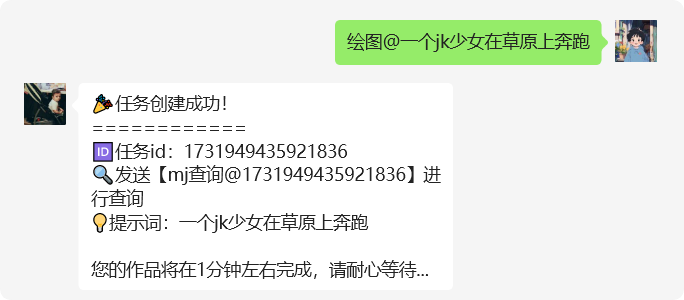 绘图@一个jk少女在草原上奔跑
🎉任务创建成功！
============
🆔任务id：1731949435921836
🔍发送【mj查询@1731949435921836】进
行查询
💡提示词：一个jk少女在草原上奔跑
您的作品将在1分钟左右完成，请耐心等待...